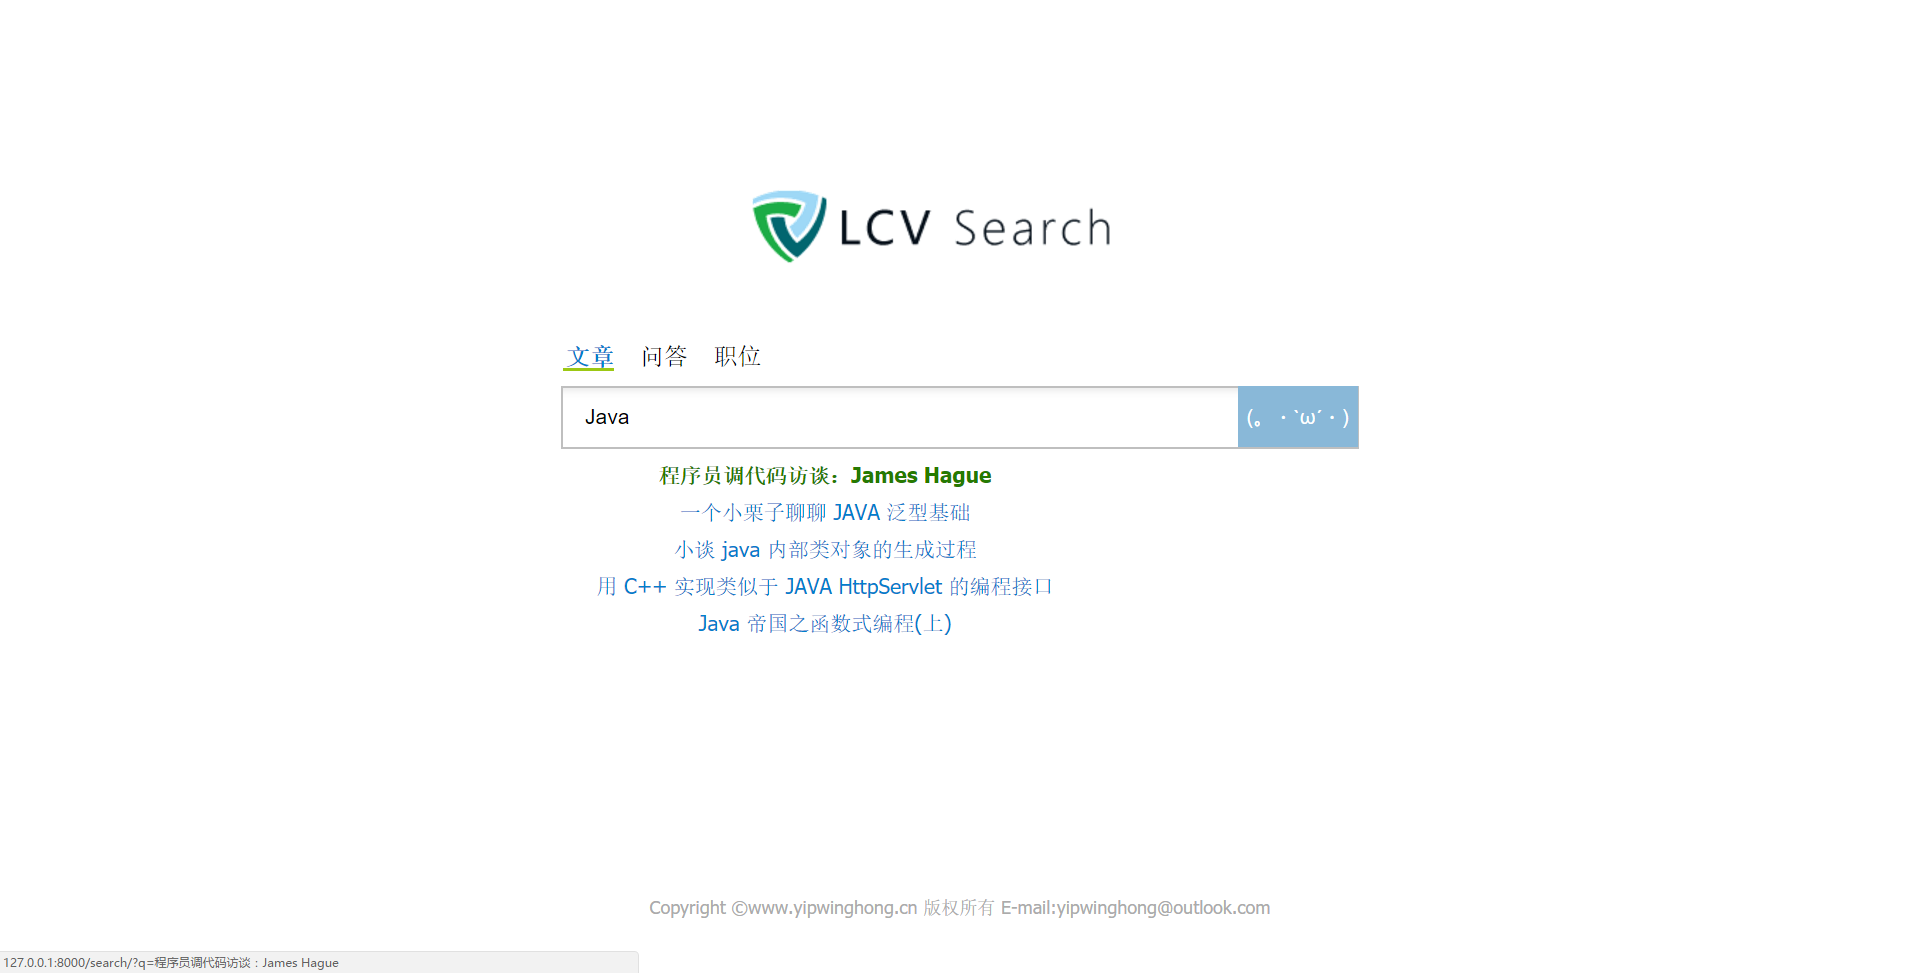 LCV Search
文章 问答 职位
Java (。・`ω´・)
程序员调代码访谈：James Hague
一个小栗子聊聊 JAVA 泛型基础
小谈 java 内部类对象的生成过程
用 C++ 实现类似于 JAVA HttpServlet 的编程接口
Java 帝国之函数式编程(上)
Copyright ©www.yipwinghong.cn 版权所有 E-mail:yipwinghong@outlook.com
127.0.0.1:8000/search/?q=程序员调代码访谈：James Hague